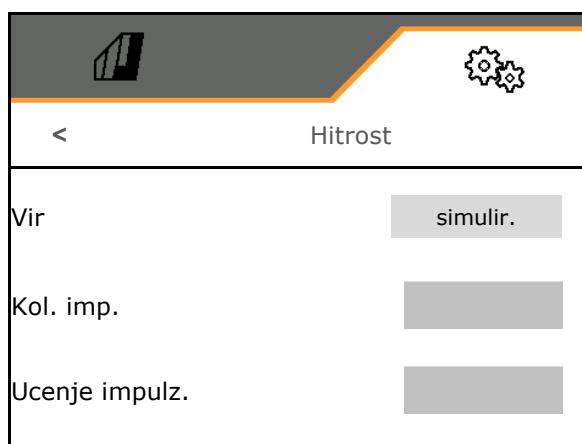 < Hitrost
Vir simulir.
Kol. imp.
Ucenje impulz.